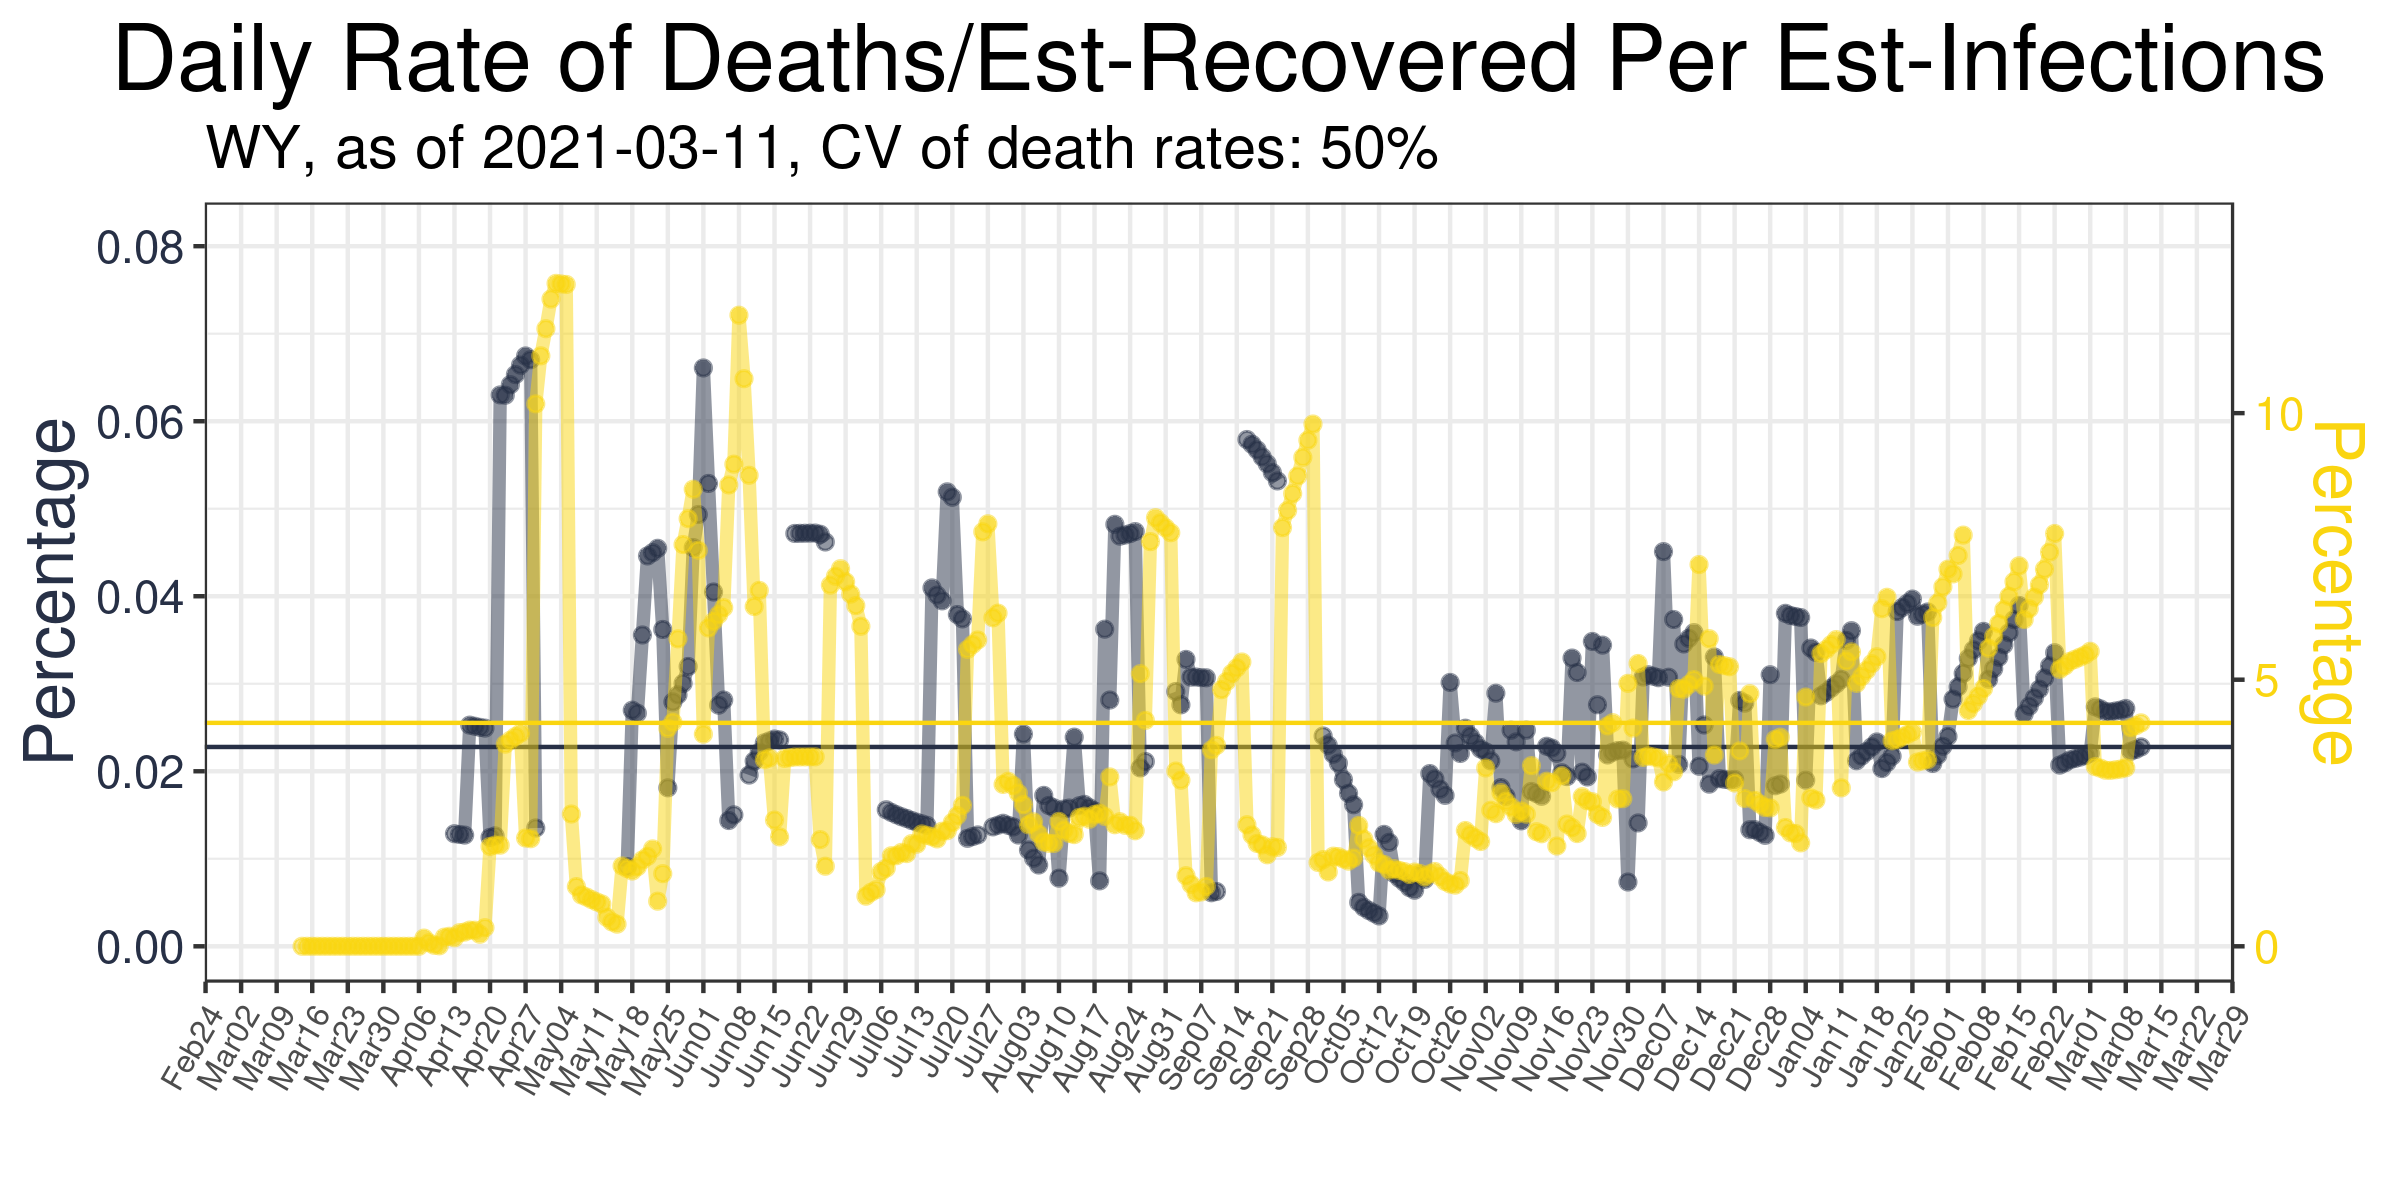 Daily Rate of Deaths/Est-Recovered Per Est-Infections
WY, as of 2021-03-11, CV of death rates: 50%
Percentage
0.08
0.06
0.04
0.02
0.00
10
5
0
Percentage
Feb24
Mar02
Mar09
Mar16
Mar23
Mar30
Apr06
Apr13
Apr20
Apr27
May04
May11
May18
May25
Jun01
Jun08
Jun15
Jun22
Jun29
Jul06
Jul13
Jul20
Jul27
Aug03
Aug10
Aug17
Aug24
Aug31
Sep07
Sep14
Sep21
Sep28
Oct05
Oct12
Oct19
Oct26
Nov02
Nov09
Nov16
Nov23
Nov30
Dec07
Dec14
Dec21
Dec28
Jan04
Jan11
Jan18
Jan25
Feb01
Feb08
Feb15
Feb22
Mar01
Mar08
Mar15
Mar22
Mar29